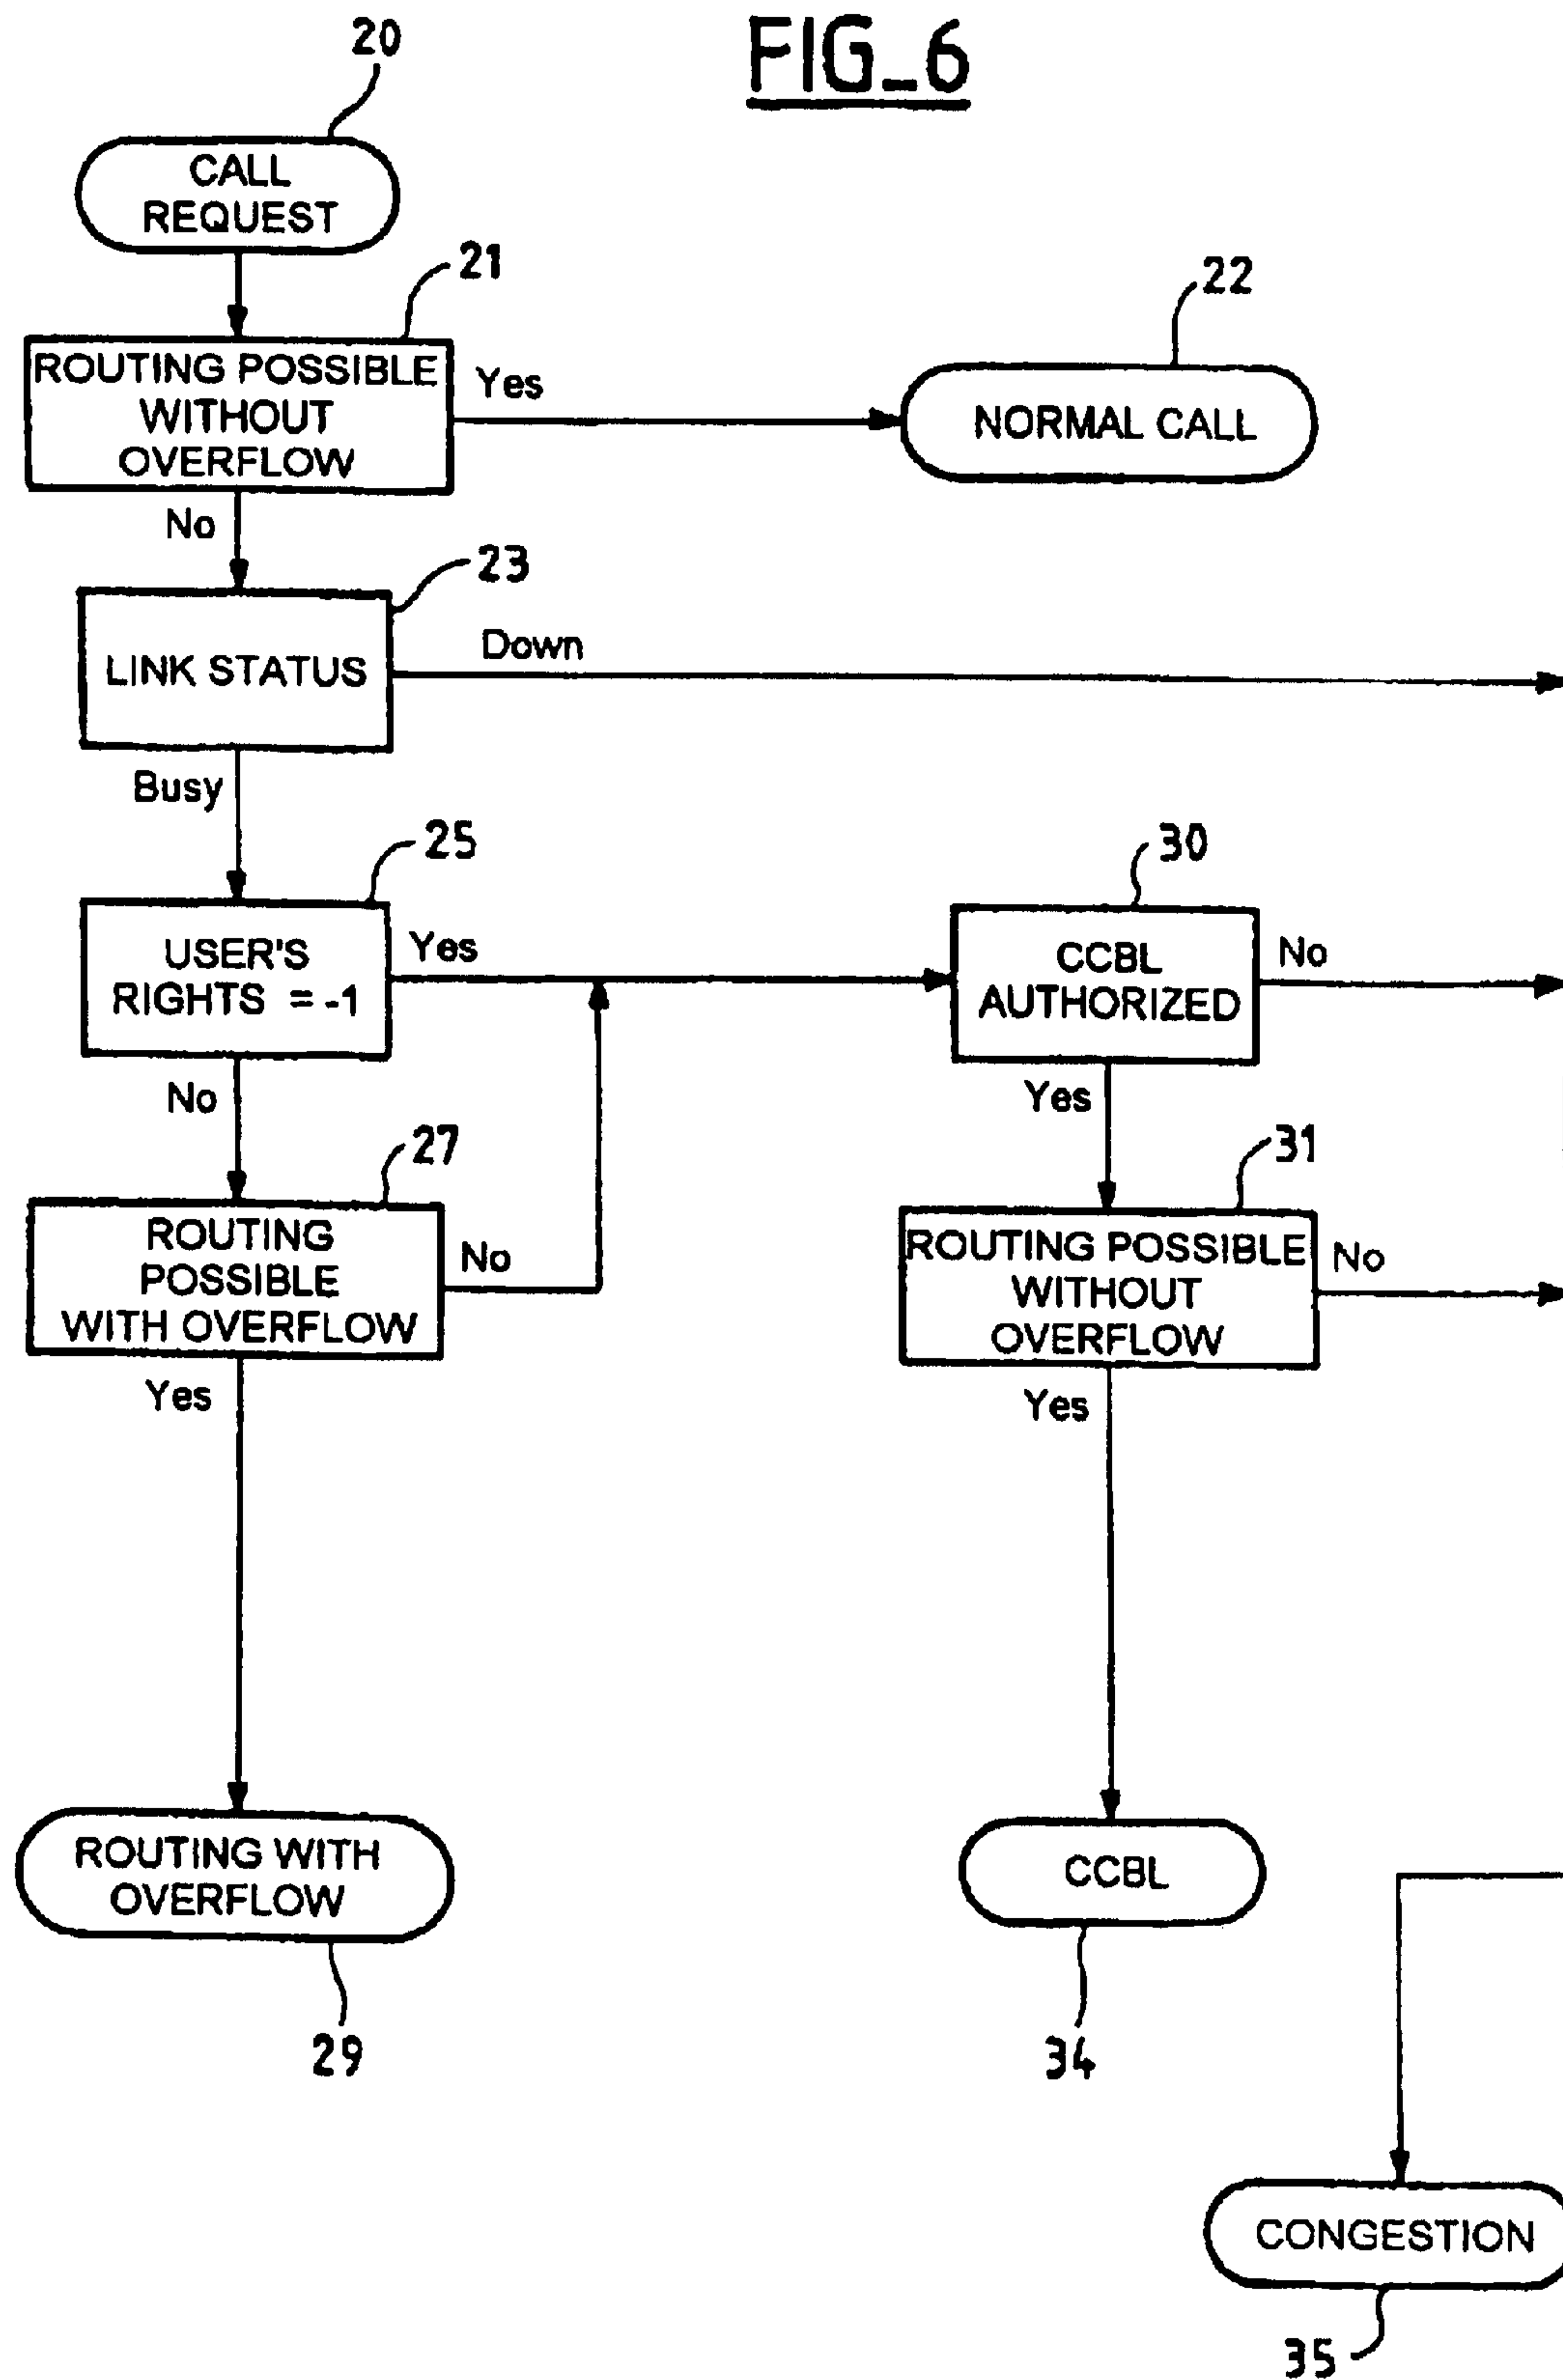 FIG_6
20
CALL
REQUEST
21
ROUTING POSSIBLE
WITHOUT
OVERFLOW
Yes
22
NORMAL CALL
No
23
LINK STATUS
Down
Busy
25
USER'S
RIGHTS = -1
Yes
30
CCBL
AUTHORIZED
No
No
Yes
27
ROUTING
POSSIBLE
WITH OVERFLOW
No
31
ROUTING POSSIBLE
WITHOUT
OVERFLOW
No
Yes
Yes
ROUTING WITH
OVERFLOW
29
CCBL
34
CONGESTION
35